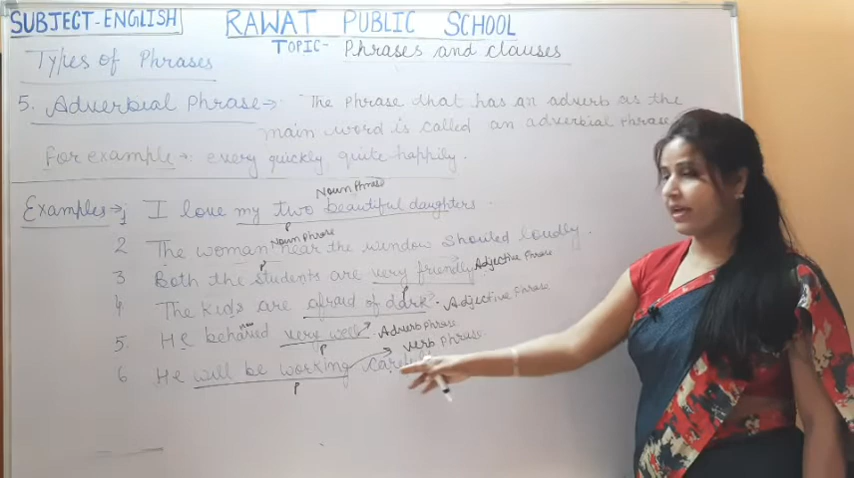 SUBJECT-ENGLISH RAWAT PUBLIC SCHOOL
TOPIC- Phrases and clauses
Types of Phrases
5. Adverbial Phrase→: The phrase that has an adverb as the
main word is called an adverbial phrase
For example→: every quickly, quite happily.
Noun Phrase
Examples→ 1 I love my two beautiful daughters.
P
Noun Phrase
2 The woman near the window shouted loudly.
P
3 Both the students are very friendly Adjective Phrase
P
4 The kids are afraid of dark. Adjective Phrase
5. He behaved very well→. Adverb Phrase
P
verb Phrase.
6 He will be working
P